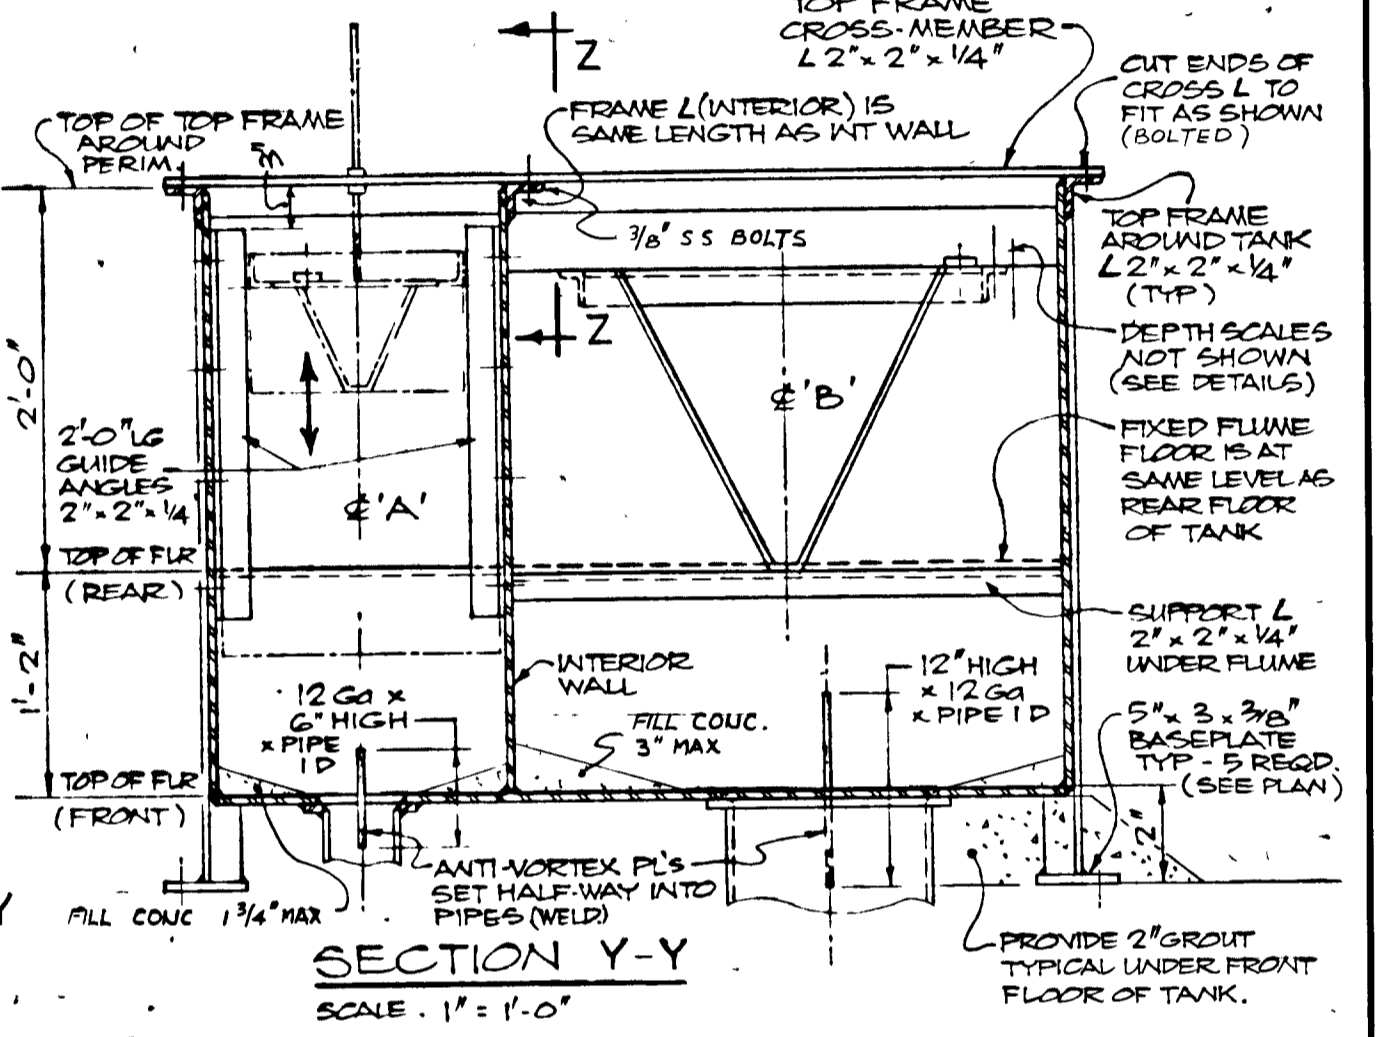 TOP FRAME
CROSS-MEMBER
L 2" x 2" x 1/4"
Z
CUT ENDS OF
CROSS L TO
FIT AS SHOWN
(BOLTED)
TOP OF TOP FRAME
AROUND
PERIM.
FRAME L (INTERIOR) IS
SAME LENGTH AS INT WALL
3/8" S S BOLTS
TOP FRAME
AROUND TANK
L 2" x 2" x 1/4"
(TYP)
Z
DEPTH SCALES
NOT SHOWN
(SEE DETAILS)
2'-0"
℄ 'B'
2'-0" LG
GUIDE
ANGLES
2" x 2" x 1/4
℄ 'A'
FIXED FLUME
FLOOR IS AT
SAME LEVEL AS
REAR FLOOR
OF TANK
TOP OF FLR
(REAR)
SUPPORT L
2" x 2" x 1/4"
UNDER FLUME
1'-2"
INTERIOR
WALL
12 Ga x
6" HIGH
x PIPE
I D
FILL CONC.
3" MAX
12" HIGH
x 12 Ga
x PIPE I D
5" x 3 x 3/8"
BASEPLATE
TYP - 5 REQD.
(SEE PLAN)
TOP OF FLR
(FRONT)
2"
ANTI-VORTEX PL'S
SET HALF-WAY INTO
PIPES (WELD.)
FILL CONC 1 3/4" MAX
PROVIDE 2" GROUT
TYPICAL UNDER FRONT
FLOOR OF TANK.
SECTION Y-Y
SCALE . 1" = 1'-0"